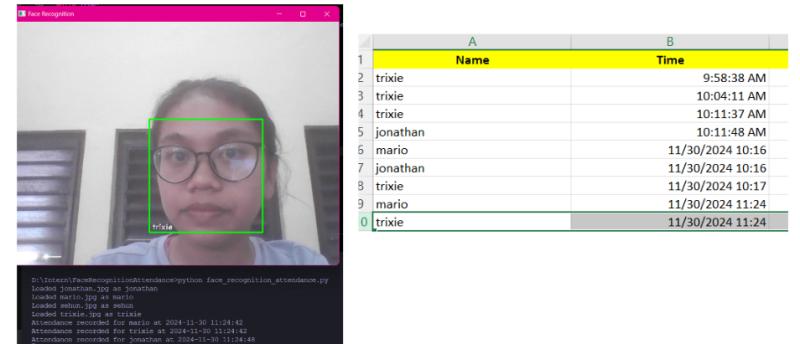 Face Recognition
trixie
D:\Intern\FaceRecognitionAttendance>python face_recognition_attendance.py
Loaded jonathan.jpg as jonathan
Loaded mario.jpg as mario
Loaded sehun.jpg as sehun
Loaded trixie.jpg as trixie
Attendance recorded for mario at 2024-11-30 11:24:42
Attendance recorded for trixie at 2024-11-30 11:24:42
Attendance recorded for jonathan at 2024-11-30 11:24:48
A B
1 Name Time
2 trixie 9:58:38 AM
3 trixie 10:04:11 AM
4 trixie 10:11:37 AM
5 jonathan 10:11:48 AM
6 mario 11/30/2024 10:16
7 jonathan 11/30/2024 10:16
8 trixie 11/30/2024 10:17
9 mario 11/30/2024 11:24
0 trixie 11/30/2024 11:24